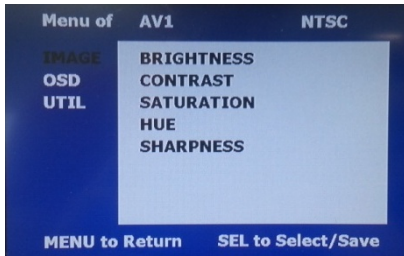 Menu of AV1 NTSC
IMAGE BRIGHTNESS
OSD CONTRAST
UTIL SATURATION
HUE
SHARPNESS
MENU to Return SEL to Select/Save